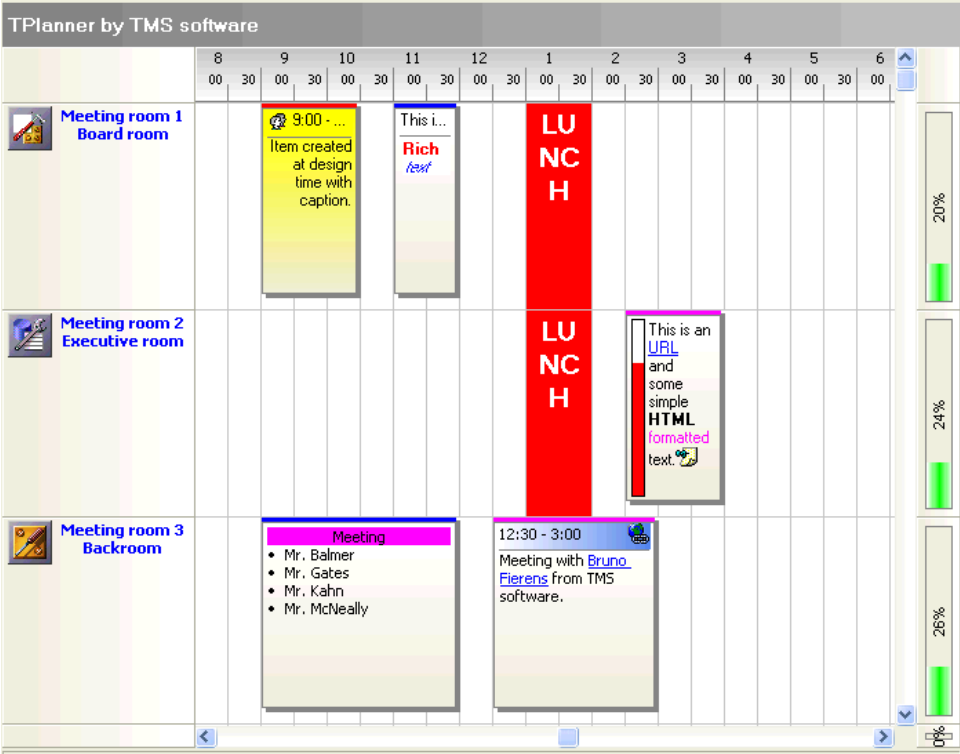 TPlanner by TMS software
8 9 10 11 12 1 2 3 4 5 6
00 30 00 30 00 30 00 30 00 30 00 30 00 30 00 30 00 30 00 30 00
Meeting room 1
Board room
9:00 - ...
Item created
at design
time with
caption.
This i...
Rich
text
LU
NC
H
20%
Meeting room 2
Executive room
LU
NC
H
This is an
URL
and
some
simple
HTML
formatted
text.
24%
Meeting room 3
Backroom
Meeting
• Mr. Balmer
• Mr. Gates
• Mr. Kahn
• Mr. McNeally
12:30 - 3:00
Meeting with Bruno
Fierens from TMS
software.
26%
0%